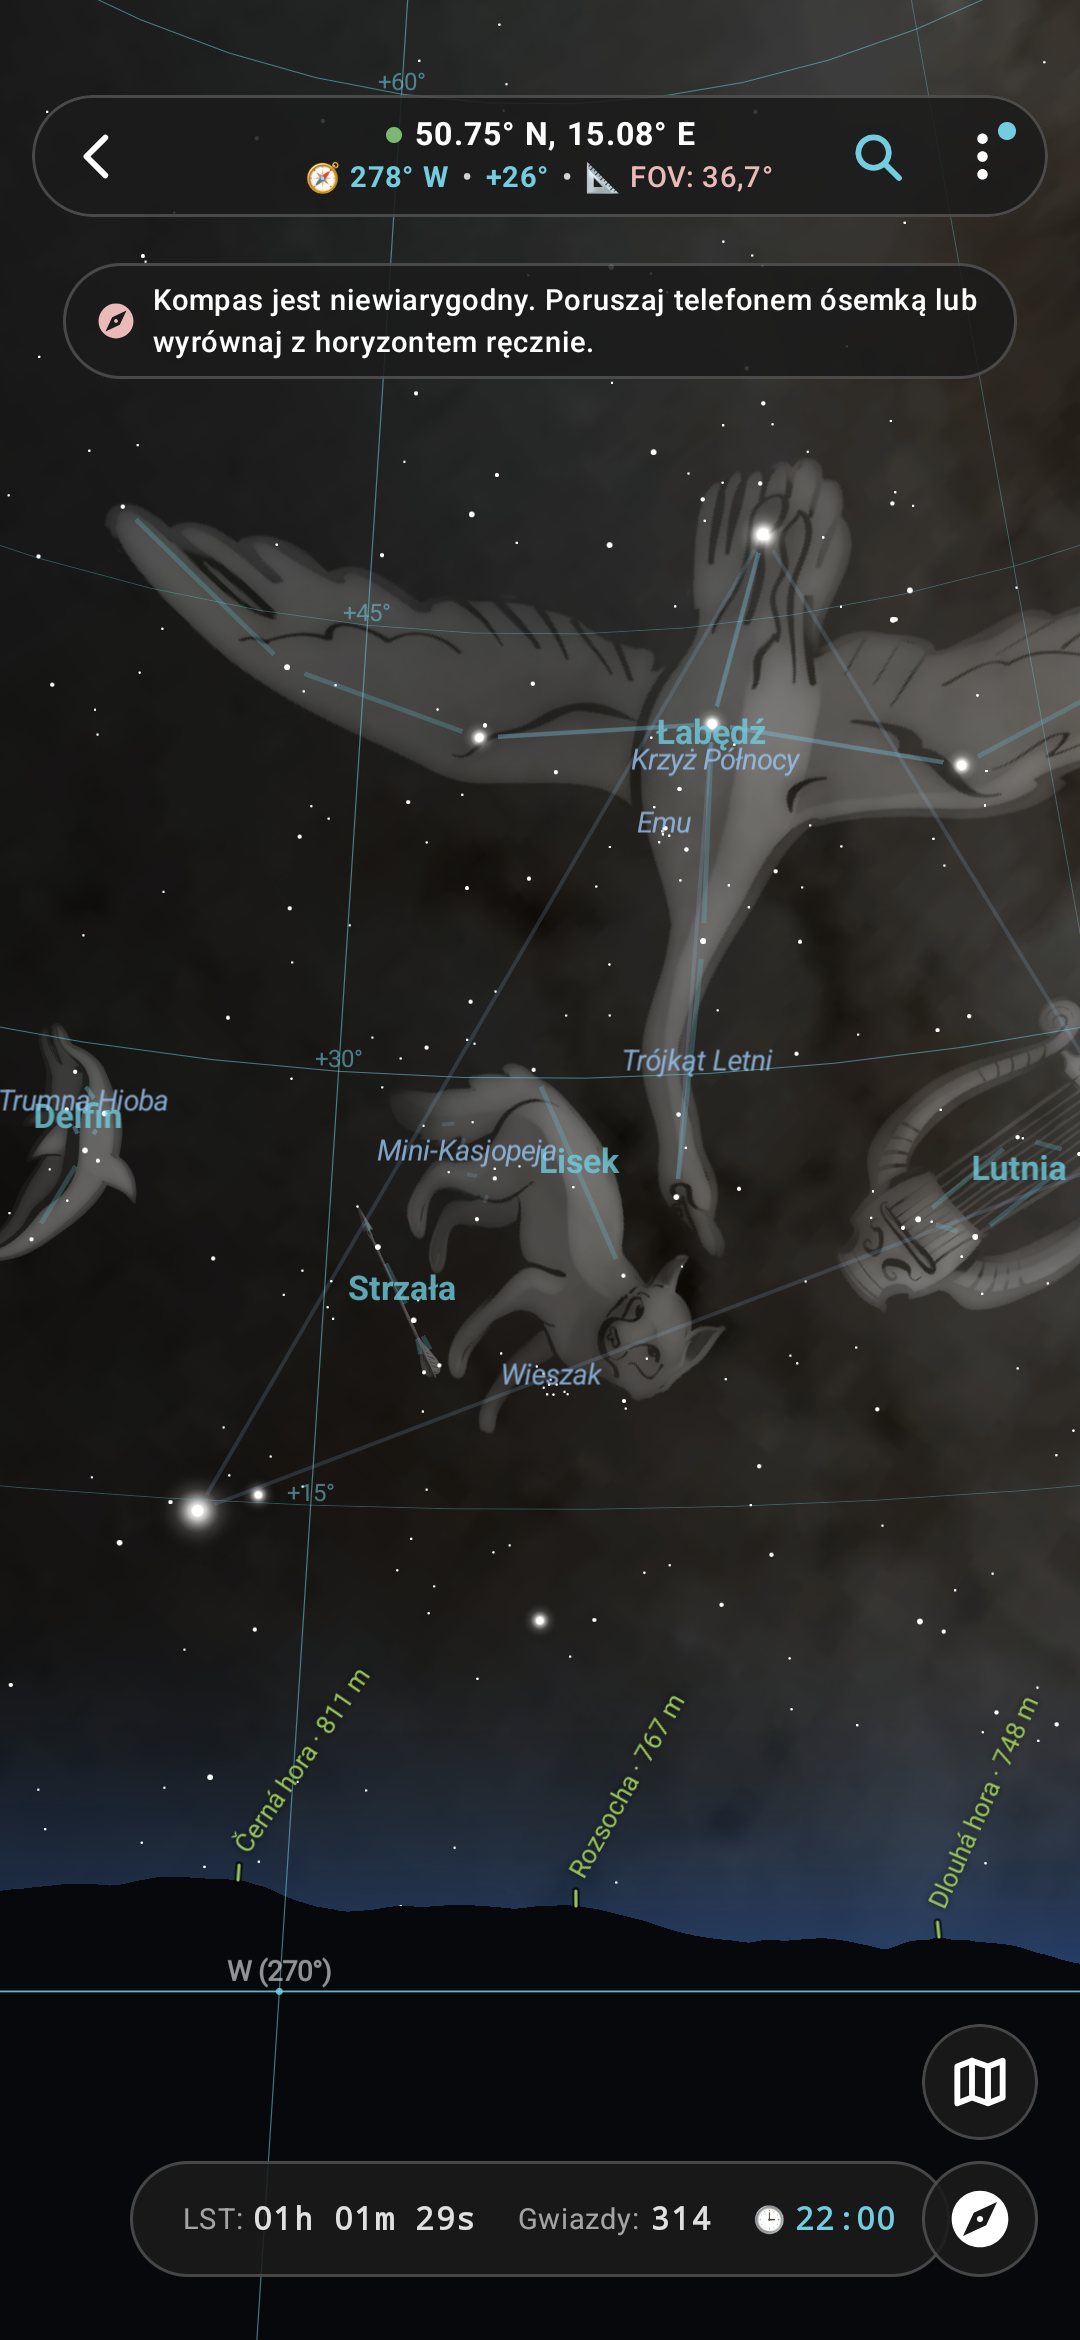 +60°
50.75° N, 15.08° E
278° W • +26° • FOV: 36,7°
Kompas jest niewiarygodny. Poruszaj telefonem ósemką lub
wyrównaj z horyzontem ręcznie.
+45°
Łabędź
Krzyż Północy
Emu
+30°
Trójkąt Letni
Trumna Hioba
Delfin
Mini-Kasjopeja
Lisek
Lutnia
Strzała
Wieszak
+15°
Černá hora · 811 m
Rozsocha · 767 m
Dlouhá hora · 748 m
W (270°)
LST: 01h 01m 29s Gwiazdy: 314 22:00